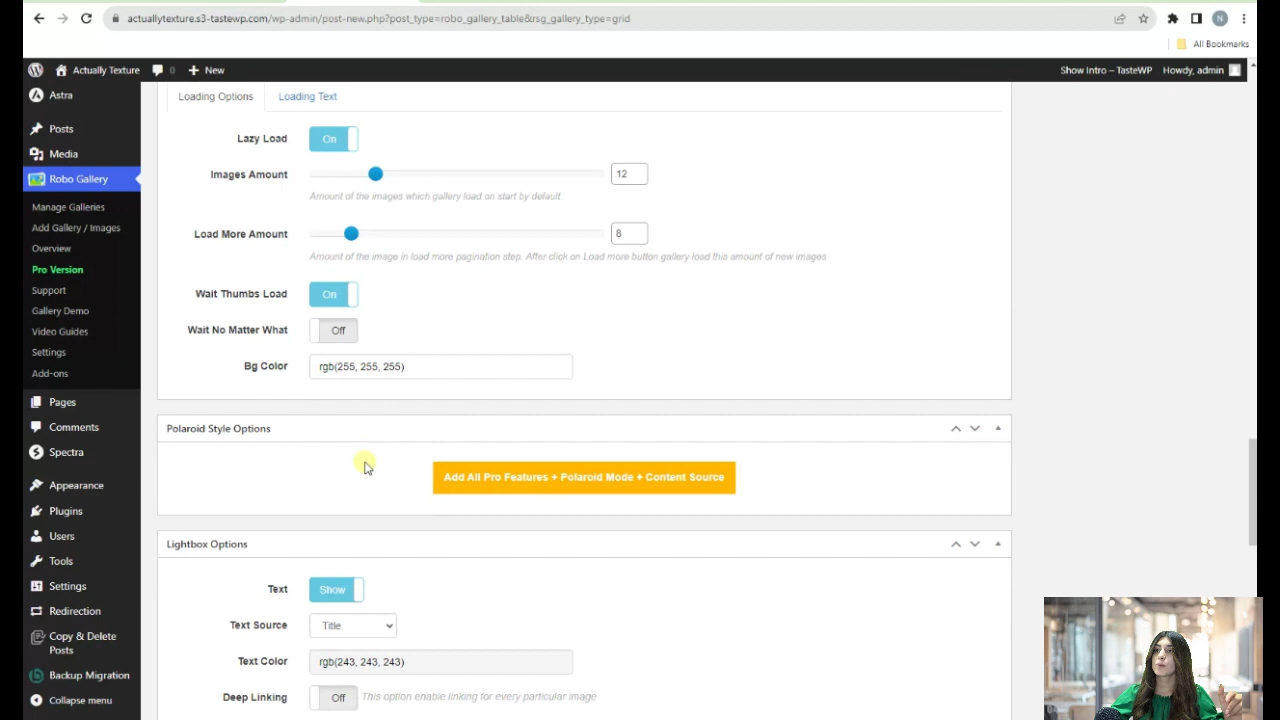 actuallytexture.s3-tastewp.com/wp-admin/post-new.php?post_type=robo_gallery_table&rsg_gallery_type=grid
N
All Bookmarks
Actually Texture
0
New
Show Intro – TasteWP
Howdy, admin
Astra
Posts
Media
Robo Gallery
Manage Galleries
Add Gallery / Images
Overview
Pro Version
Support
Gallery Demo
Video Guides
Settings
Add-ons
Pages
Comments
Spectra
Appearance
Plugins
Users
Tools
Settings
Redirection
Copy & Delete
Posts
Backup Migration
Collapse menu
Loading Options
Loading Text
Lazy Load
On
Images Amount
12
Amount of the images which gallery load on start by default
Load More Amount
8
Amount of the image in load more pagination step. After click on Load more button gallery load this amount of new images
Wait Thumbs Load
On
Wait No Matter What
Off
Bg Color
rgb(255, 255, 255)
Polaroid Style Options
Add All Pro Features + Polaroid Mode + Content Source
Lightbox Options
Text
Show
Text Source
Title
Text Color
rgb(243, 243, 243)
Deep Linking
Off
This option enable linking for every particular image